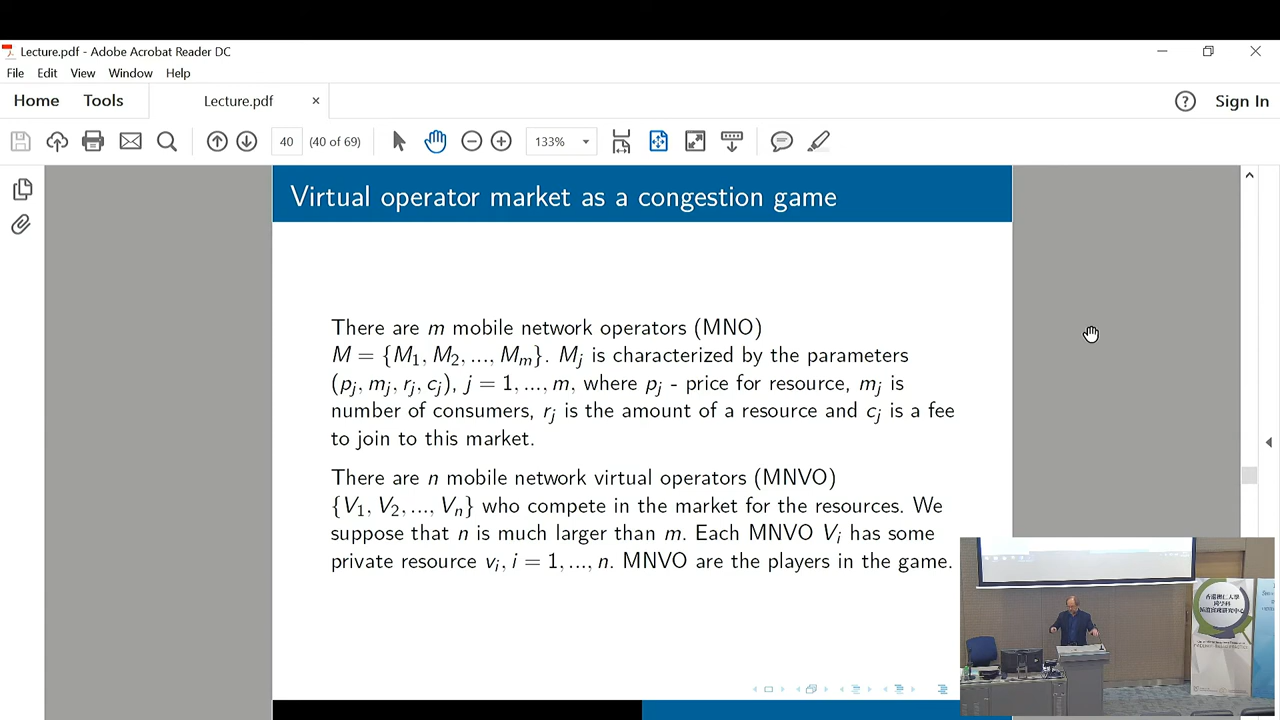 Lecture.pdf - Adobe Acrobat Reader DC
File Edit View Window Help
Home Tools Lecture.pdf × Sign In
40 (40 of 69) 133%
Virtual operator market as a congestion game
There are m mobile network operators (MNO)
M = {M₁, M₂, ..., Mₘ}. Mⱼ is characterized by the parameters
(pⱼ, mⱼ, rⱼ, cⱼ), j = 1, ..., m, where pⱼ - price for resource, mⱼ is
number of consumers, rⱼ is the amount of a resource and cⱼ is a fee
to join to this market.
There are n mobile network virtual operators (MNVO)
{V₁, V₂, ..., Vₙ} who compete in the market for the resources. We
suppose that n is much larger than m. Each MNVO Vᵢ has some
private resource vᵢ, i = 1, ..., n. MNVO are the players in the game.
香港樹仁大學